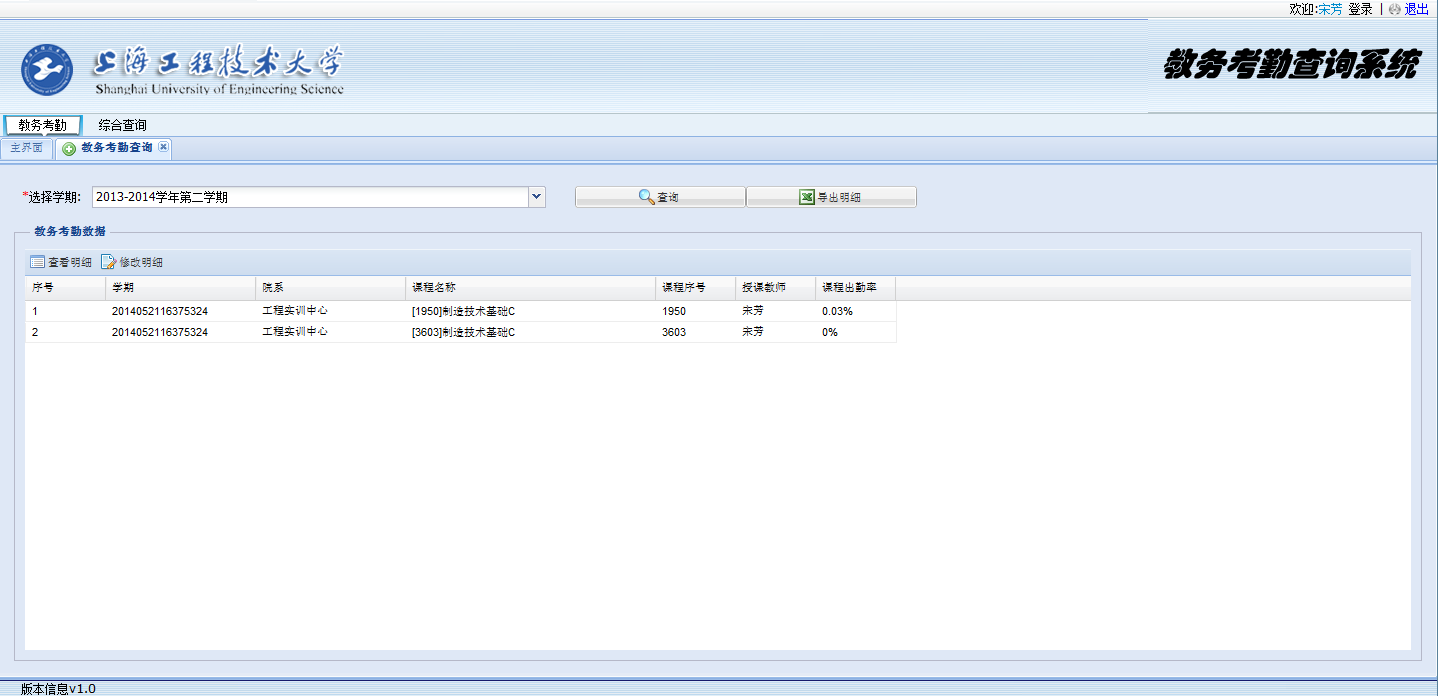 欢迎:宋芳 登录 | 退出
上海工程技术大学
Shanghai University of Engineering Science
教务考勤查询系统
教务考勤 综合查询
主界面 教务考勤查询
*选择学期: 2013-2014学年第二学期 查询 导出明细
教务考勤数据
查看明细 修改明细
序号 学期 院系 课程名称 课程序号 授课教师 课程出勤率
1 2014052116375324 工程实训中心 [1950]制造技术基础C 1950 宋芳 0.03%
2 2014052116375324 工程实训中心 [3603]制造技术基础C 3603 宋芳 0%
版本信息v1.0